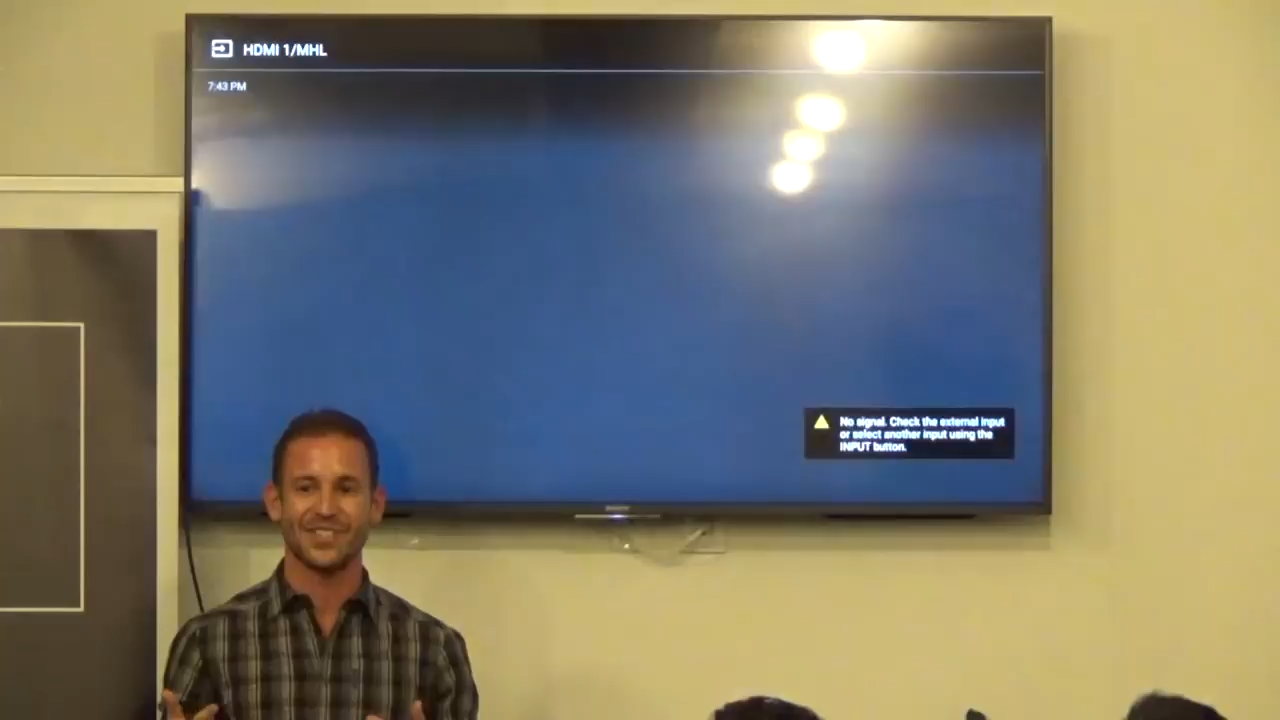 HDMI 1/MHL
7:43 PM
No signal. Check the external input
or select another input using the
INPUT button.
SONY